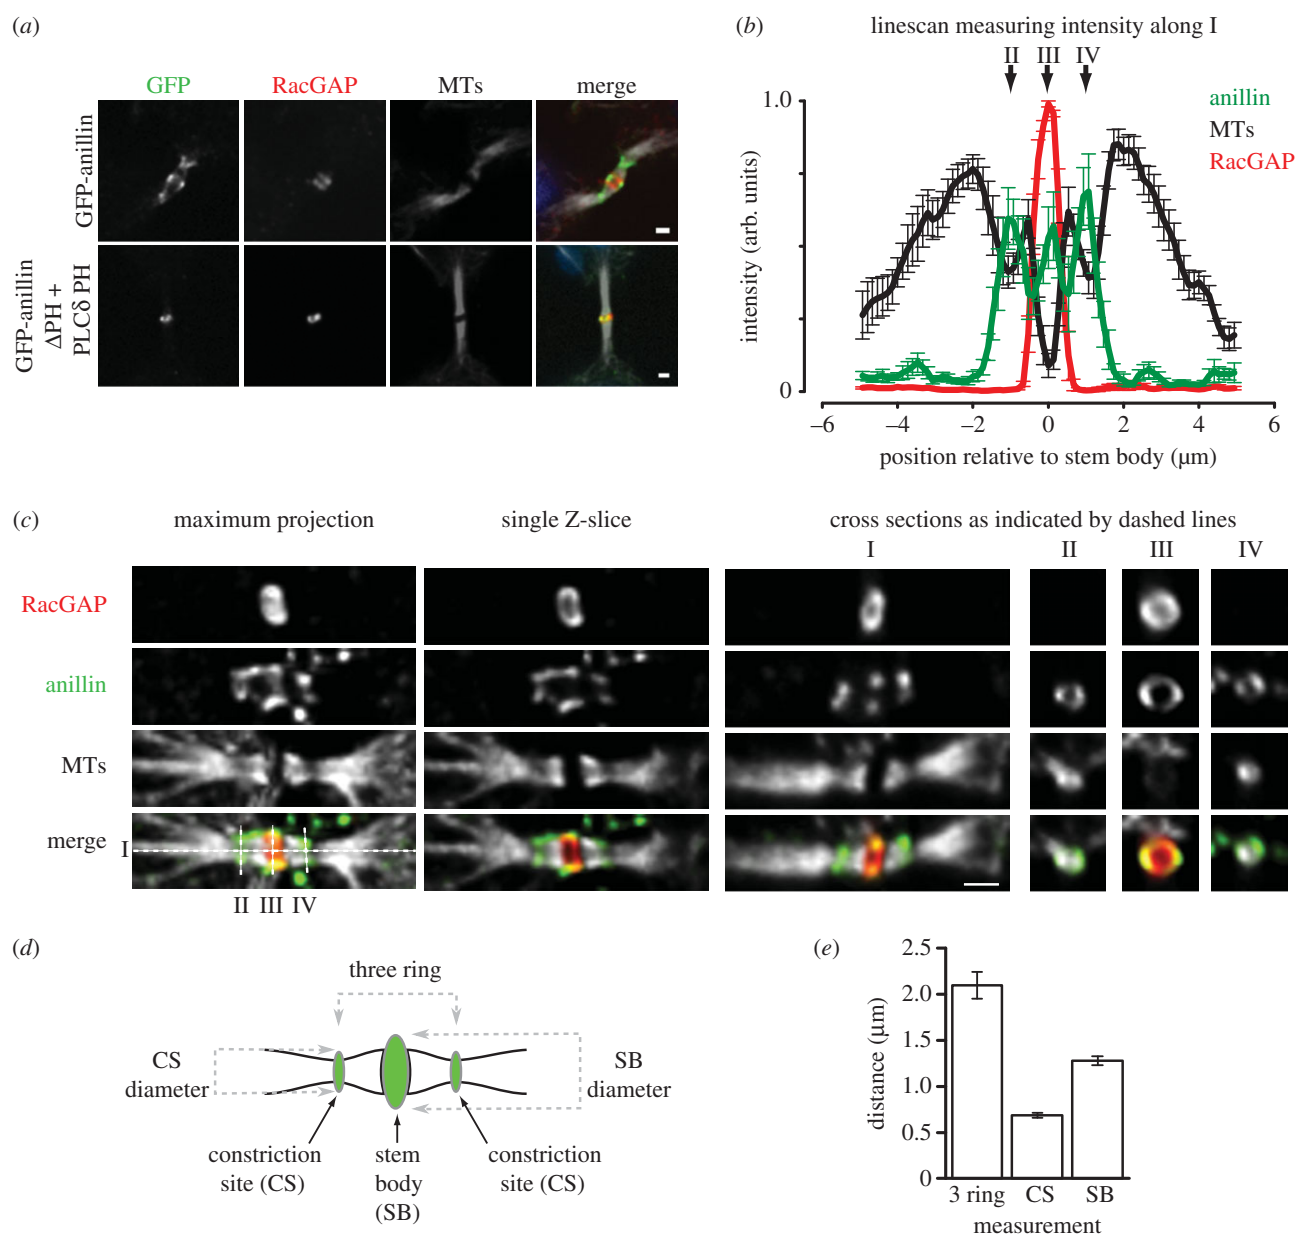 (a)
GFP
RacGAP
MTs
merge
GFP-anillin
GFP-anillin
ΔPH +
PLCδ PH
(b)
linescan measuring intensity along I
II
III
IV
anillin
MTs
RacGAP
intensity (arb. units)
1.0
0
–6
–4
–2
0
2
4
6
position relative to stem body (µm)
(c)
maximum projection
single Z-slice
cross sections as indicated by dashed lines
I
II
III
IV
RacGAP
anillin
MTs
merge
I
II
III
IV
(d)
three ring
CS
diameter
SB
diameter
constriction
site (CS)
stem
body
(SB)
constriction
site (CS)
(e)
distance (µm)
2.5
2.0
1.5
1.0
0.5
0
3 ring
CS
SB
measurement